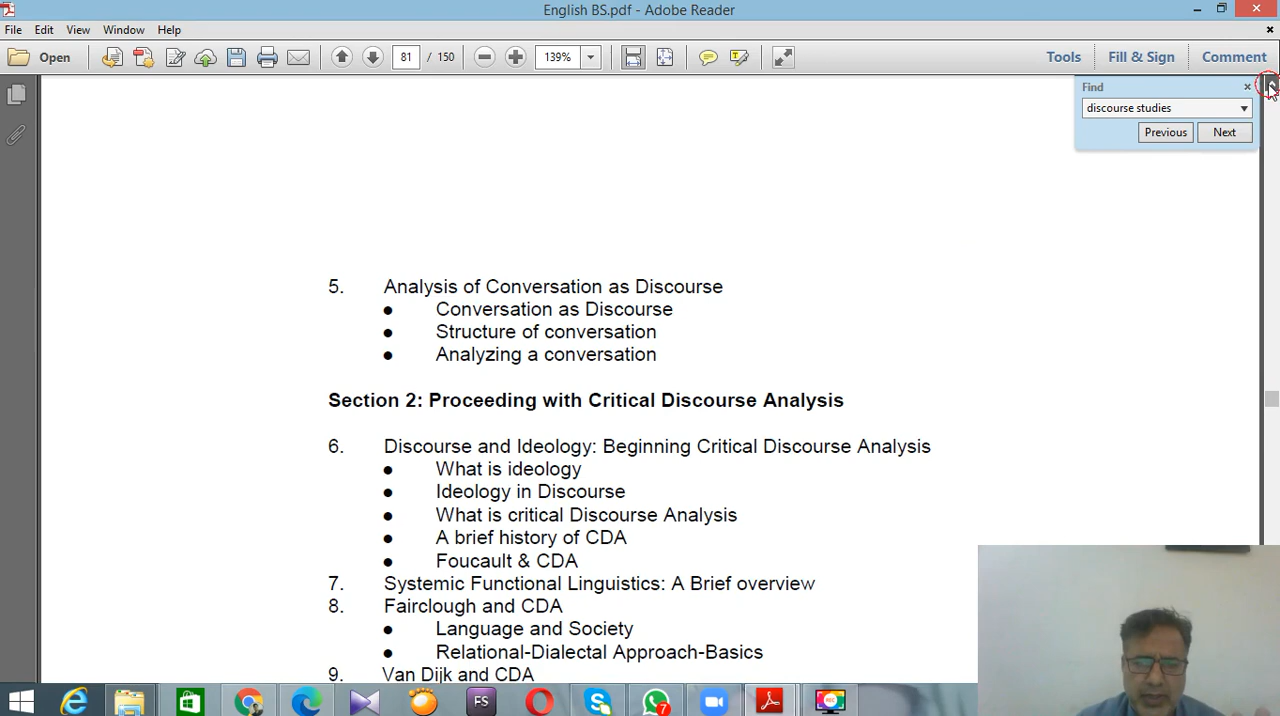 English BS.pdf - Adobe Reader
File Edit View Window Help
Open
81 / 150
139%
Tools Fill & Sign Comment
Find
discourse studies
Previous Next
5. Analysis of Conversation as Discourse
● Conversation as Discourse
● Structure of conversation
● Analyzing a conversation
Section 2: Proceeding with Critical Discourse Analysis
6. Discourse and Ideology: Beginning Critical Discourse Analysis
● What is ideology
● Ideology in Discourse
● What is critical Discourse Analysis
● A brief history of CDA
● Foucault & CDA
7. Systemic Functional Linguistics: A Brief overview
8. Fairclough and CDA
● Language and Society
● Relational-Dialectal Approach-Basics
9. Van Dijk and CDA
FS
7